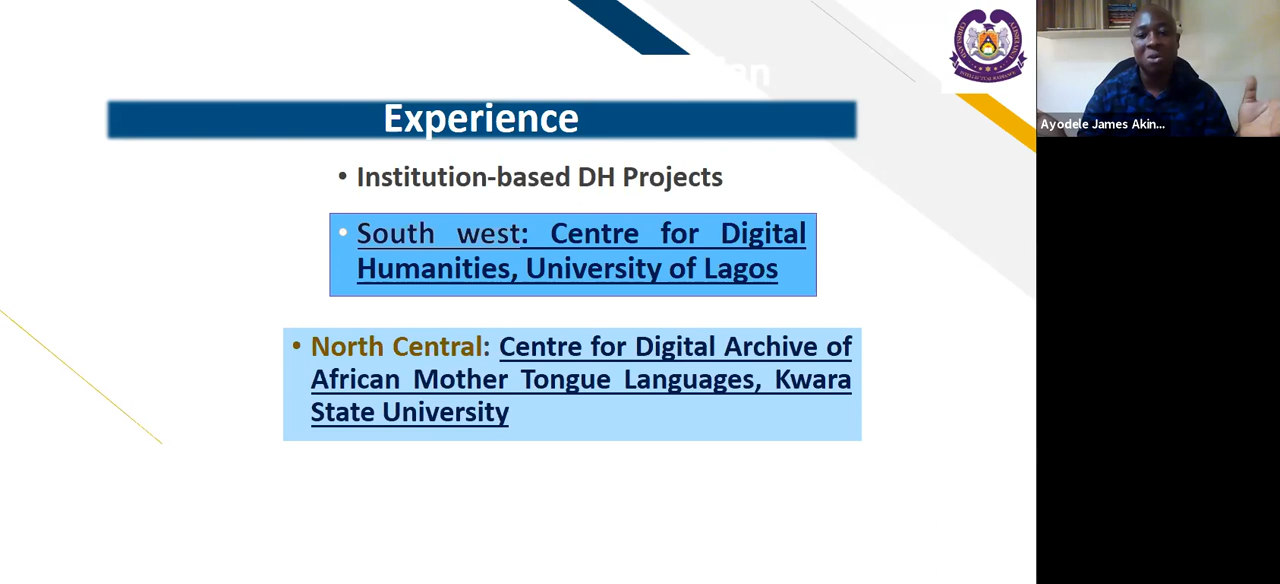 Experience
• Institution-based DH Projects
• South west: Centre for Digital
Humanities, University of Lagos
• North Central: Centre for Digital Archive of
African Mother Tongue Languages, Kwara
State University
Ayodele James Akin...